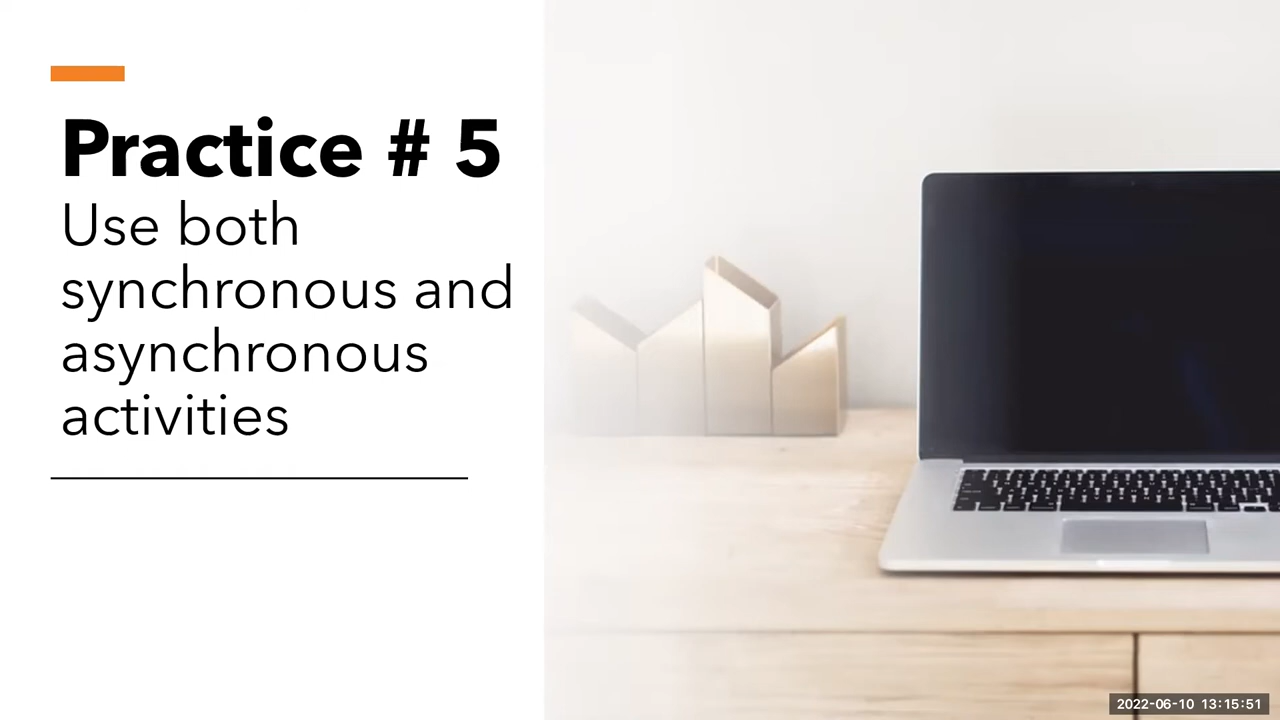 Practice # 5
Use both
synchronous and
asynchronous
activities
2022-06-10 13:15:51